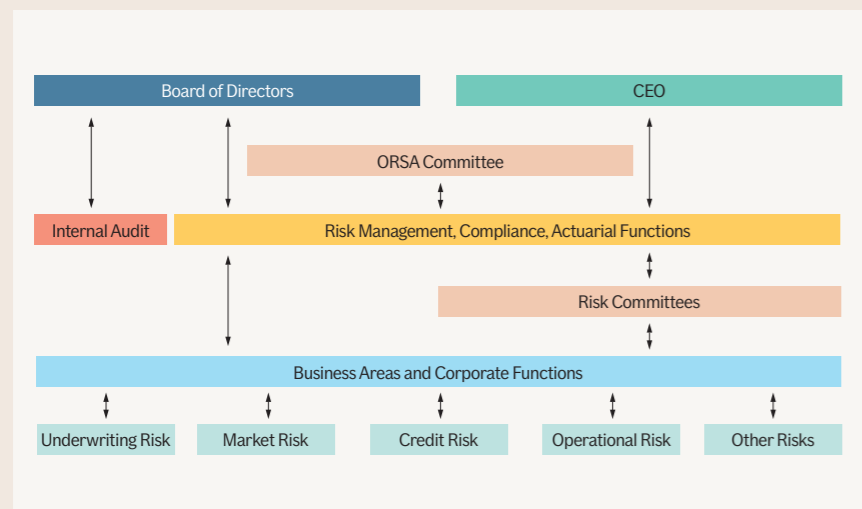 Board of Directors
CEO
ORSA Committee
Internal Audit
Risk Management, Compliance, Actuarial Functions
Risk Committees
Business Areas and Corporate Functions
Underwriting Risk
Market Risk
Credit Risk
Operational Risk
Other Risks